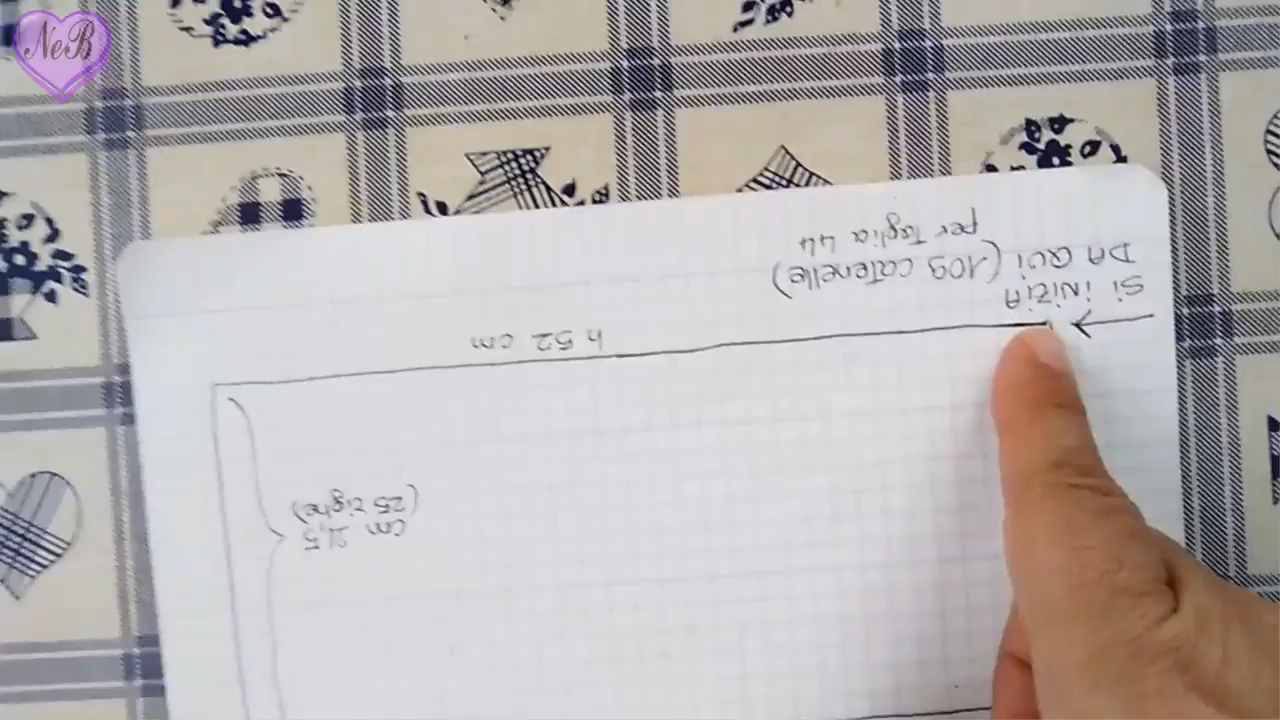 NeB
SI INIZIA
DA QUI (109 catenelle)
per Taglia 44
h 52 cm
cm 21,5
(25 righe)